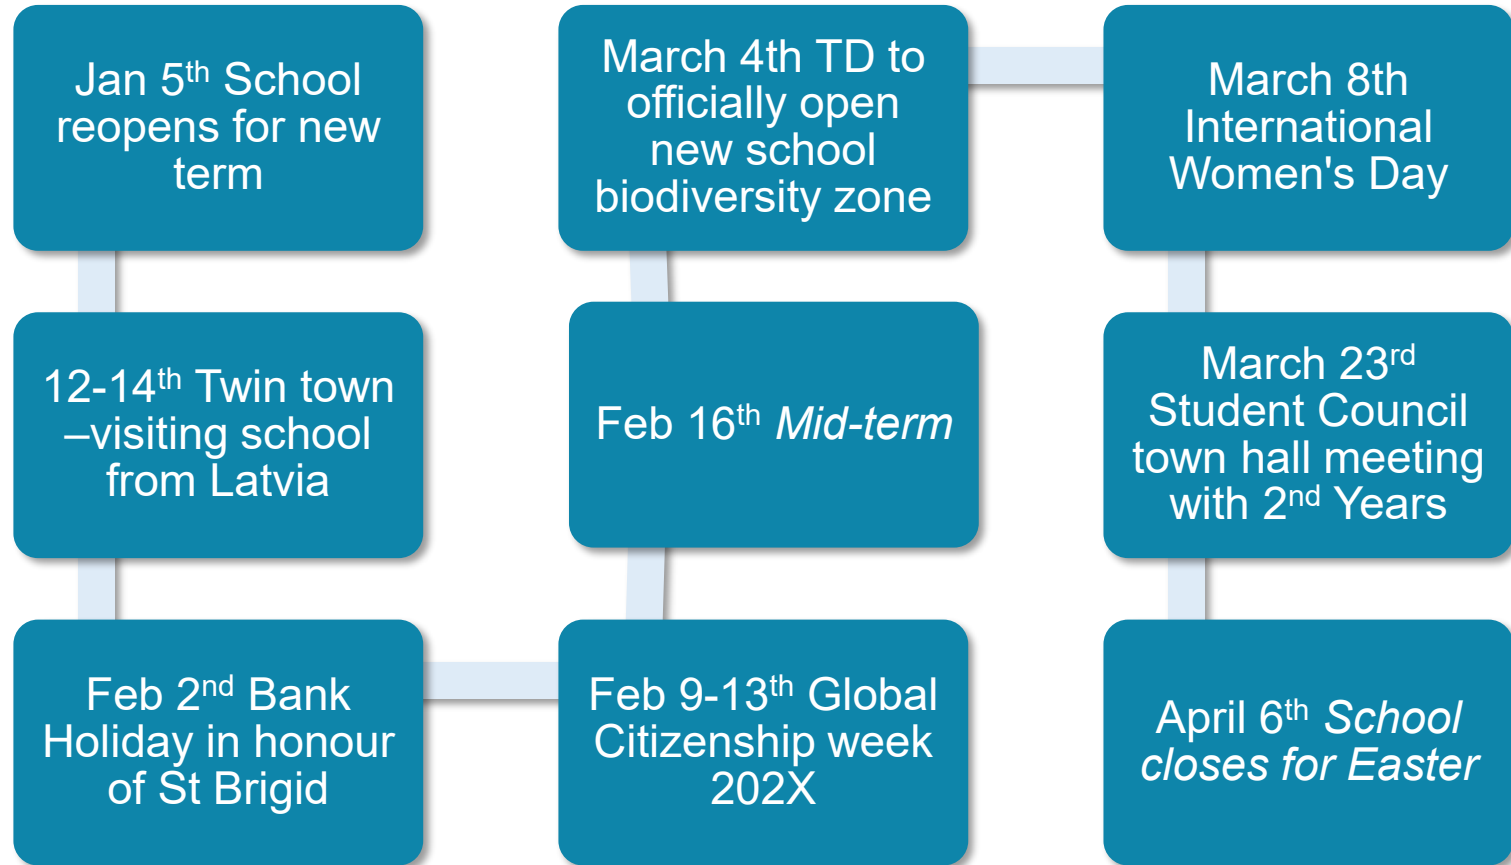 Jan 5th School
reopens for new
term
12-14th Twin town
–visiting school
from Latvia
Feb 2nd Bank
Holiday in honour
of St Brigid
Feb 9-13th Global
Citizenship week
202X
Feb 16th Mid-term
March 4th TD to
officially open
new school
biodiversity zone
March 8th
International
Women's Day
March 23rd
Student Council
town hall meeting
with 2nd Years
April 6th School
closes for Easter